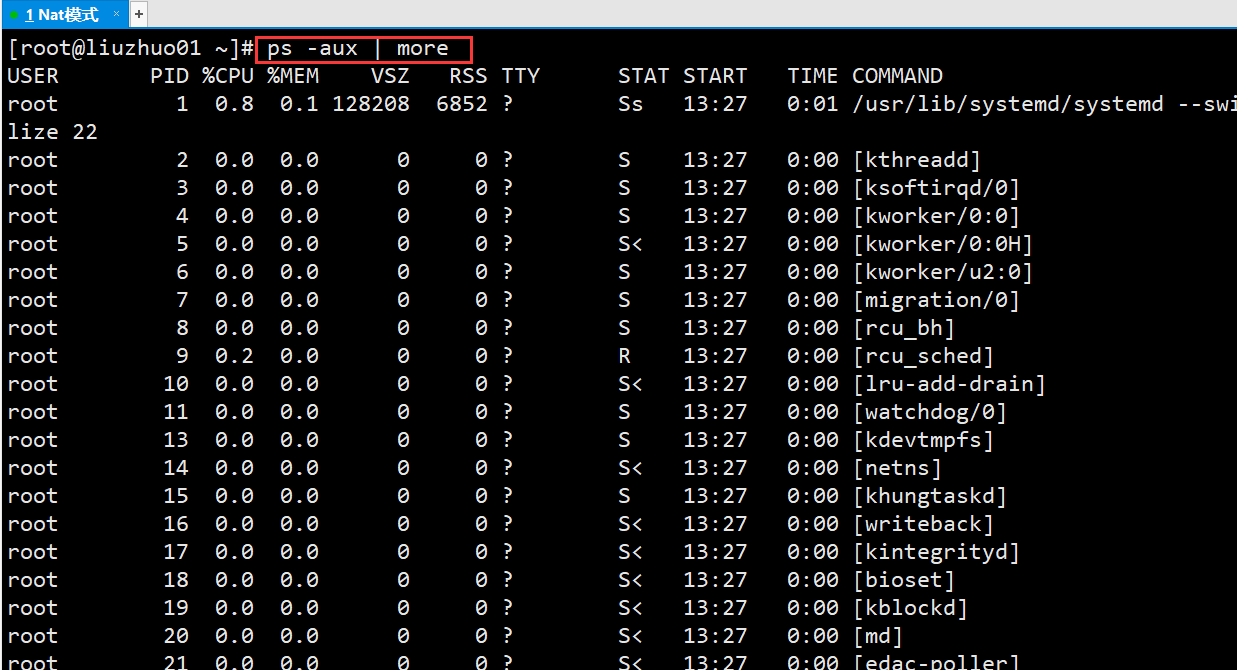 1 Nat模式 × +
[root@liuzhuo01 ~]# ps -aux | more
USER PID %CPU %MEM VSZ RSS TTY STAT START TIME COMMAND
root 1 0.8 0.1 128208 6852 ? Ss 13:27 0:01 /usr/lib/systemd/systemd --swi
lize 22
root 2 0.0 0.0 0 0 ? S 13:27 0:00 [kthreadd]
root 3 0.0 0.0 0 0 ? S 13:27 0:00 [ksoftirqd/0]
root 4 0.0 0.0 0 0 ? S 13:27 0:00 [kworker/0:0]
root 5 0.0 0.0 0 0 ? S< 13:27 0:00 [kworker/0:0H]
root 6 0.0 0.0 0 0 ? S 13:27 0:00 [kworker/u2:0]
root 7 0.0 0.0 0 0 ? S 13:27 0:00 [migration/0]
root 8 0.0 0.0 0 0 ? S 13:27 0:00 [rcu_bh]
root 9 0.2 0.0 0 0 ? R 13:27 0:00 [rcu_sched]
root 10 0.0 0.0 0 0 ? S< 13:27 0:00 [lru-add-drain]
root 11 0.0 0.0 0 0 ? S 13:27 0:00 [watchdog/0]
root 13 0.0 0.0 0 0 ? S 13:27 0:00 [kdevtmpfs]
root 14 0.0 0.0 0 0 ? S< 13:27 0:00 [netns]
root 15 0.0 0.0 0 0 ? S 13:27 0:00 [khungtaskd]
root 16 0.0 0.0 0 0 ? S< 13:27 0:00 [writeback]
root 17 0.0 0.0 0 0 ? S< 13:27 0:00 [kintegrityd]
root 18 0.0 0.0 0 0 ? S< 13:27 0:00 [bioset]
root 19 0.0 0.0 0 0 ? S< 13:27 0:00 [kblockd]
root 20 0.0 0.0 0 0 ? S< 13:27 0:00 [md]
root 21 0.0 0.0 0 0 ? S< 13:27 0:00 [edac-poller]